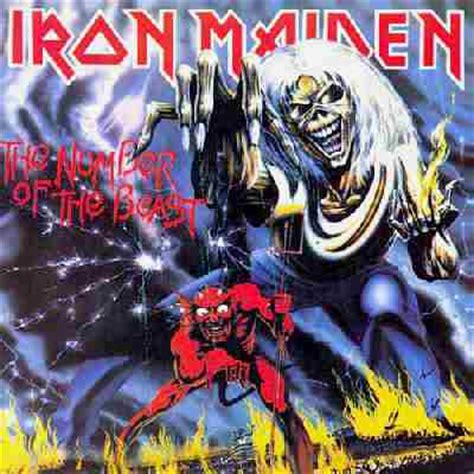 IRON MAIDEN
THE NUMBER
OF THE BEAST